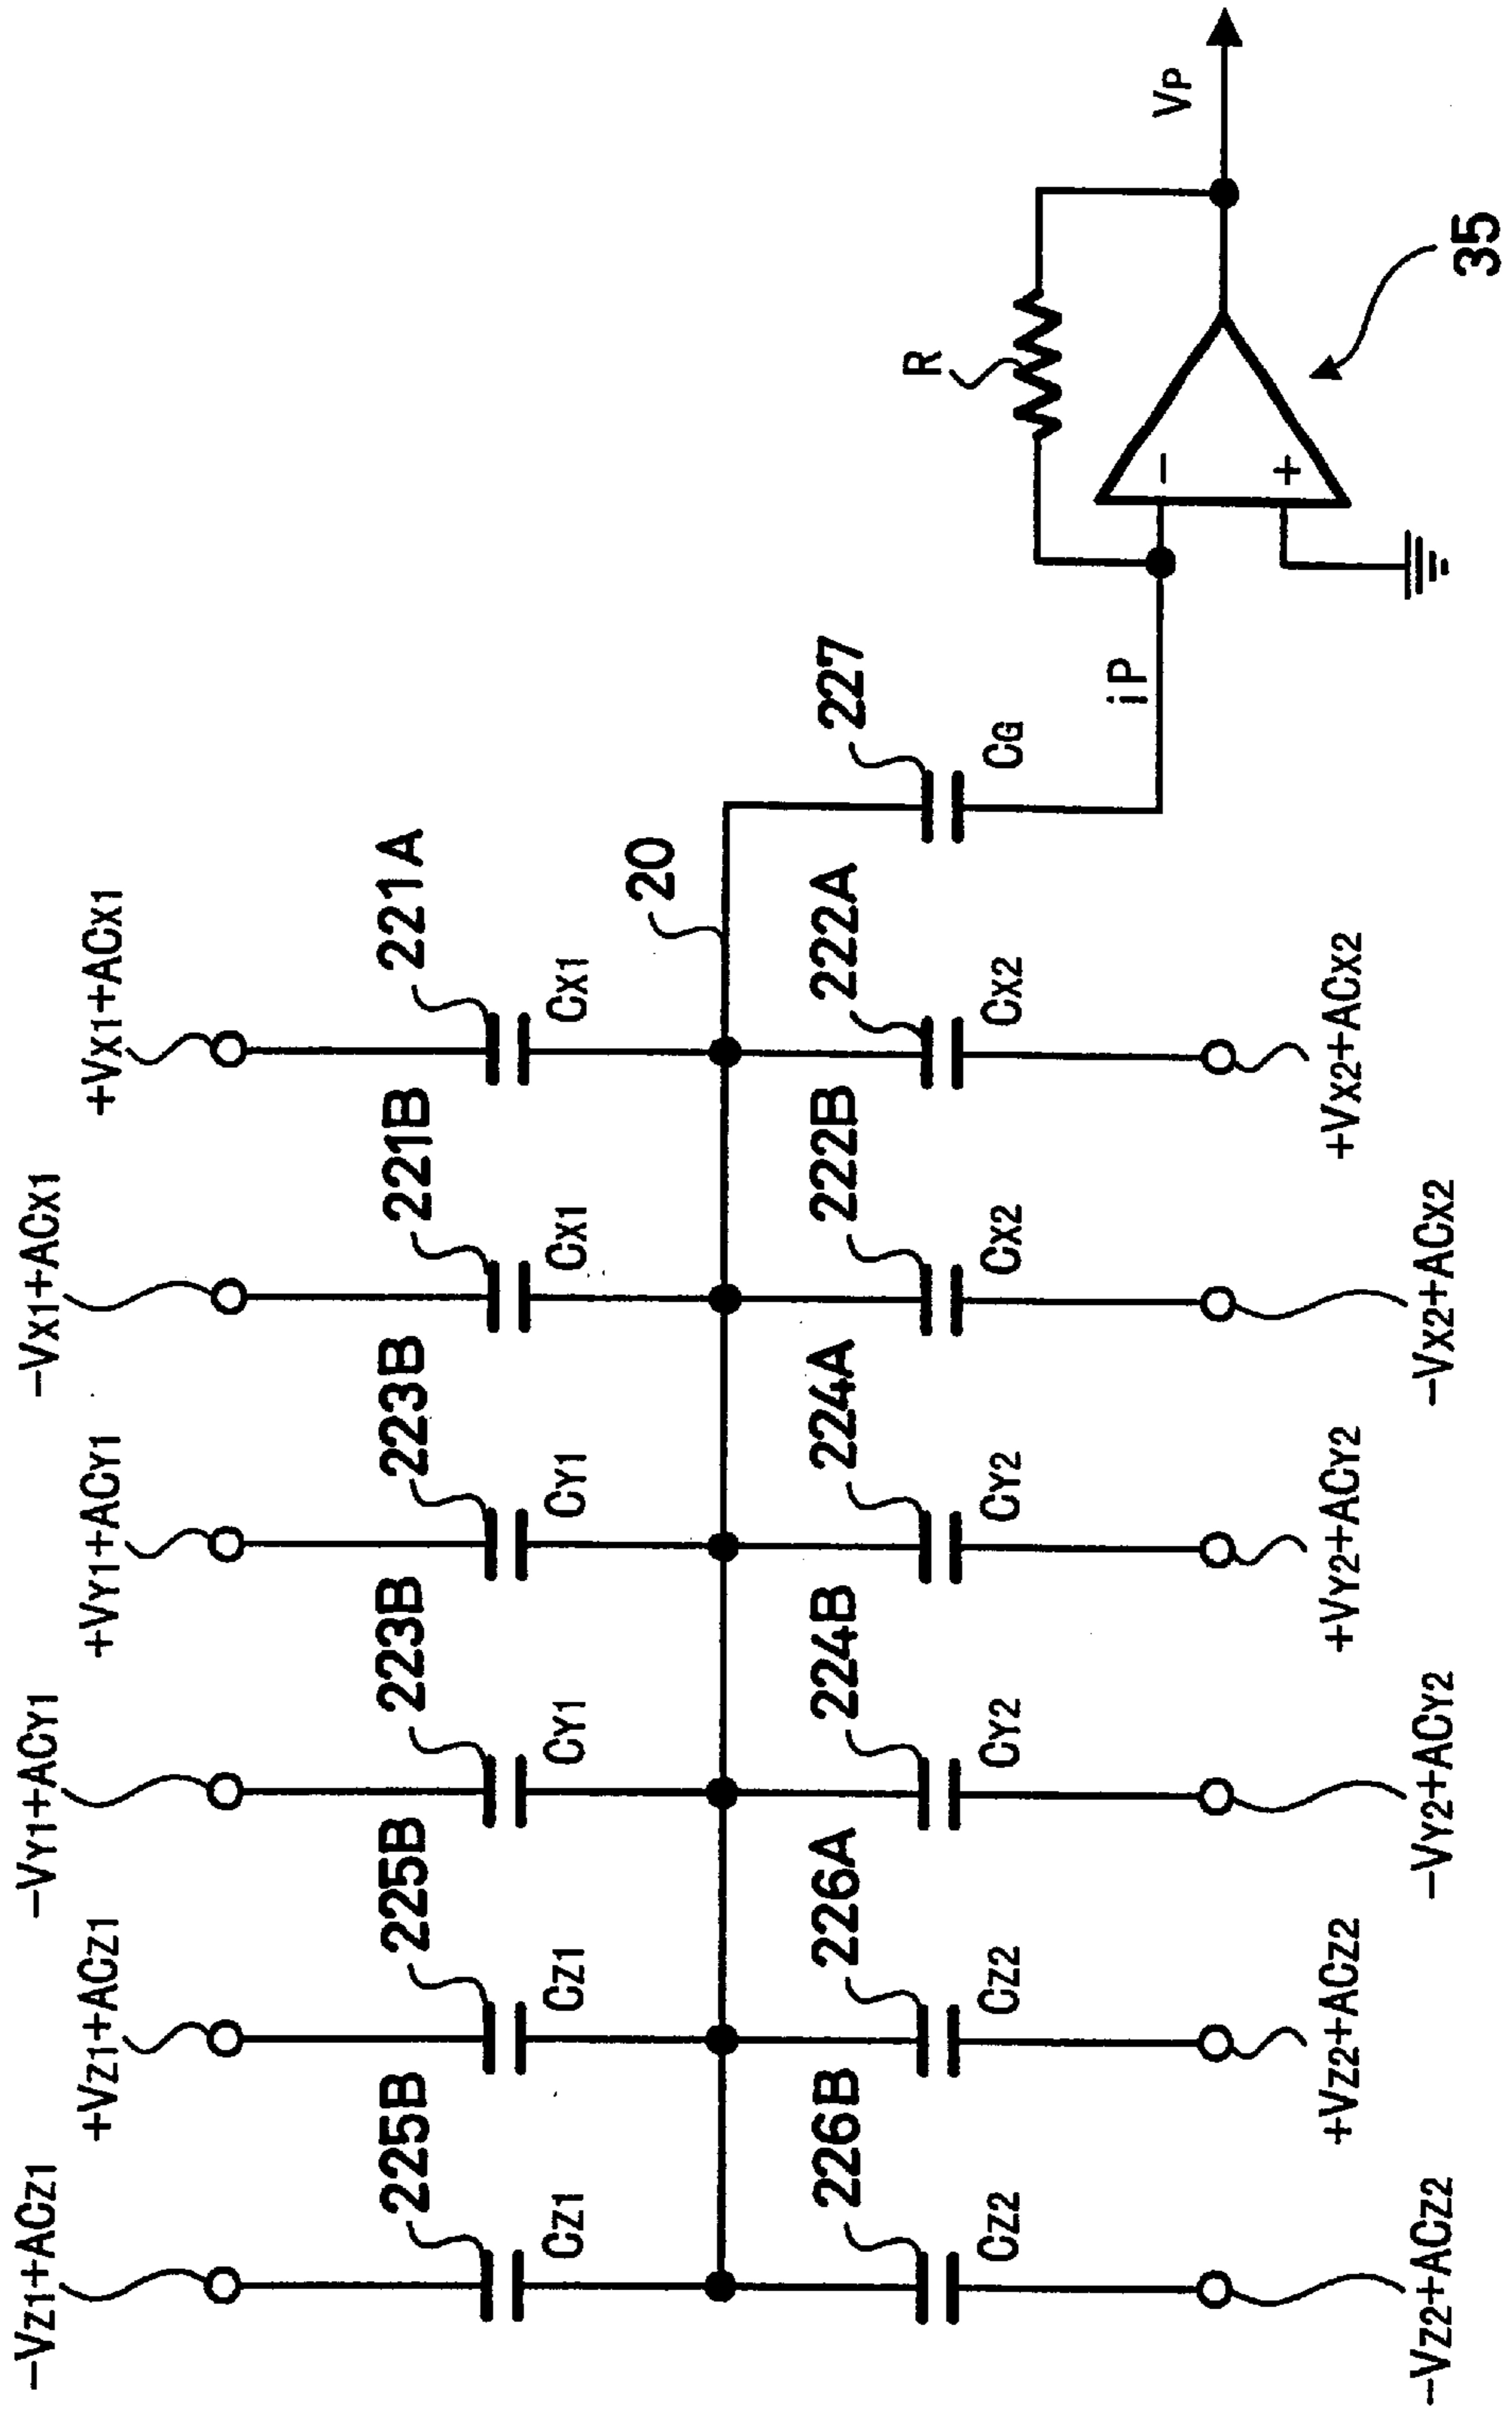 -VZ1+ACZ1
+VZ1+ACZ1
-VY1+ACY1
+VY1+ACY1
-VX1+ACX1
+VX1+ACX1
225B
225B
223B
223B
221B
221A
CZ1
CZ1
CY1
CY1
CX1
CX1
20
226B
226A
224B
224A
222B
222A
227
CZ2
CZ2
CY2
CY2
CX2
CX2
CG
R
iP
VP
-
+
35
-VZ2+ACZ2
+VZ2+ACZ2
-VY2+ACY2
+VY2+ACY2
-VX2+ACX2
+VX2+ACX2